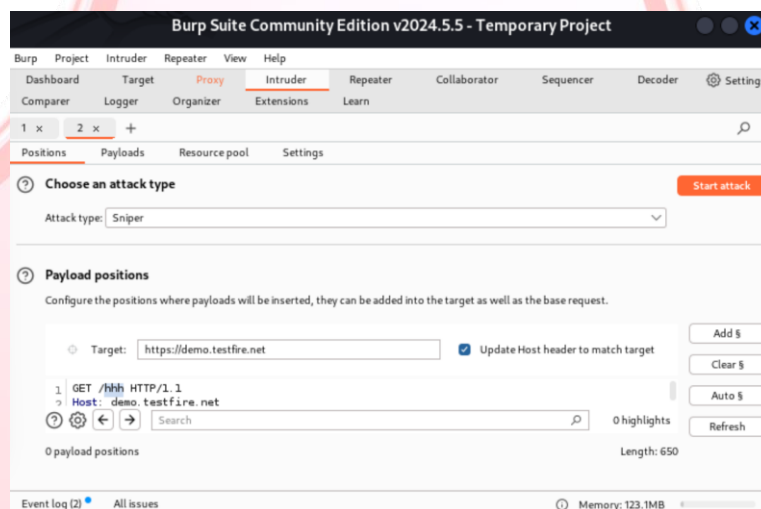 Burp Suite Community Edition v2024.5.5 - Temporary Project
Burp Project Intruder Repeater View Help
Dashboard Target Proxy Intruder Repeater Collaborator Sequencer Decoder Setting
Comparer Logger Organizer Extensions Learn
1 × 2 × +
Positions Payloads Resource pool Settings
? Choose an attack type Start attack
Attack type: Sniper
? Payload positions
Configure the positions where payloads will be inserted, they can be added into the target as well as the base request.
Add §
Target: https://demo.testfire.net Update Host header to match target
Clear §
1 GET /hhh HTTP/1.1
2 Host: demo.testfire.net
Auto §
? Search 0 highlights
Refresh
0 payload positions Length: 650
Event log (2) All issues Memory: 123.1MB